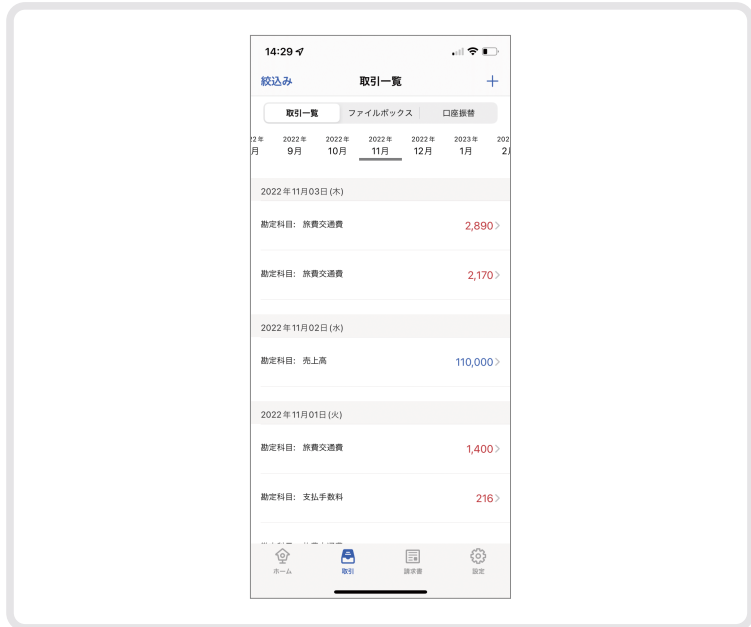 14:29
絞込み 取引一覧 +
取引一覧 ファイルボックス 口座振替
2022年 2022年 2022年 2022年 2023年
9月 10月 11月 12月 1月
2022年11月03日(木)
勘定科目: 旅費交通費 2,890
勘定科目: 旅費交通費 2,170
2022年11月02日(水)
勘定科目: 売上高 110,000
2022年11月01日(火)
勘定科目: 旅費交通費 1,400
勘定科目: 支払手数料 216
ホーム 取引 請求書 設定